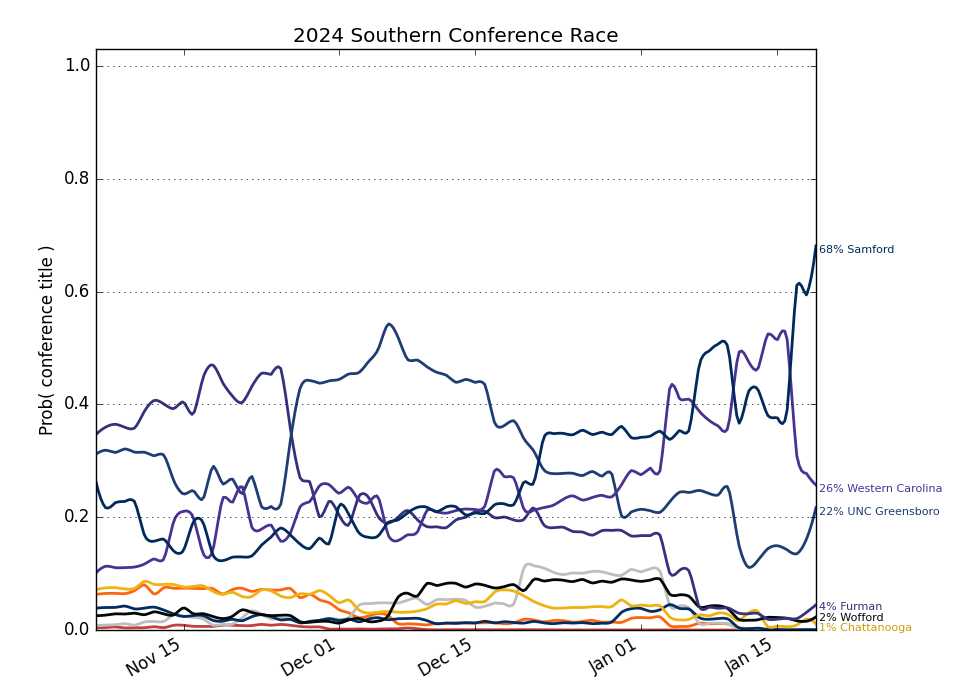 2024 Southern Conference Race
Prob( conference title )
1.0
0.8
0.6
0.4
0.2
0.0
Nov 15
Dec 01
Dec 15
Jan 01
Jan 15
68% Samford
26% Western Carolina
22% UNC Greensboro
4% Furman
2% Wofford
1% Chattanooga